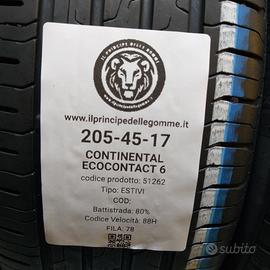 IL PRINCIPE DELLE GOMME
www.ilprincipedellegomme.it
205-45-17
CONTINENTAL
ECOCONTACT 6
codice prodotto: 51262
Tipo: ESTIVI
COD:
Battistrada: 80%
Codice Velocità: 88H
FILA: 78
subito